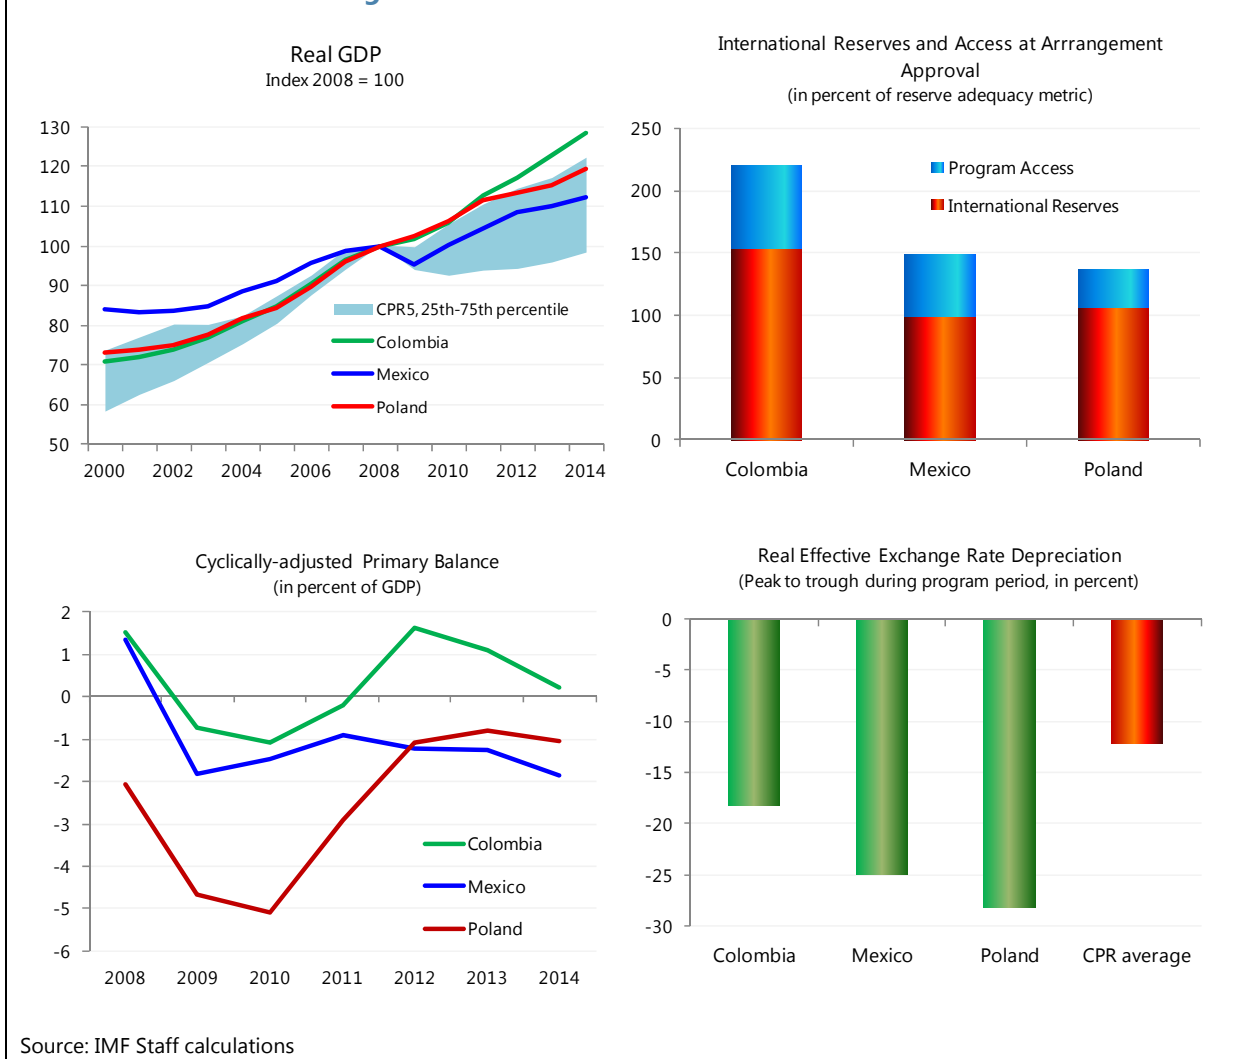 Real GDP
Index 2008 = 100
130
120
110
100
90
80
70
60
50
CPR5, 25th-75th percentile
Colombia
Mexico
Poland
2000 2002 2004 2006 2008 2010 2012 2014
International Reserves and Access at Arrrangement
Approval
(in percent of reserve adequacy metric)
250
200
150
100
50
0
Program Access
International Reserves
Colombia Mexico Poland
Cyclically-adjusted Primary Balance
(in percent of GDP)
2
1
0
-1
-2
-3
-4
-5
-6
Colombia
Mexico
Poland
2008 2009 2010 2011 2012 2013 2014
Real Effective Exchange Rate Depreciation
(Peak to trough during program period, in percent)
0
-5
-10
-15
-20
-25
-30
Colombia Mexico Poland CPR average
Source: IMF Staff calculations